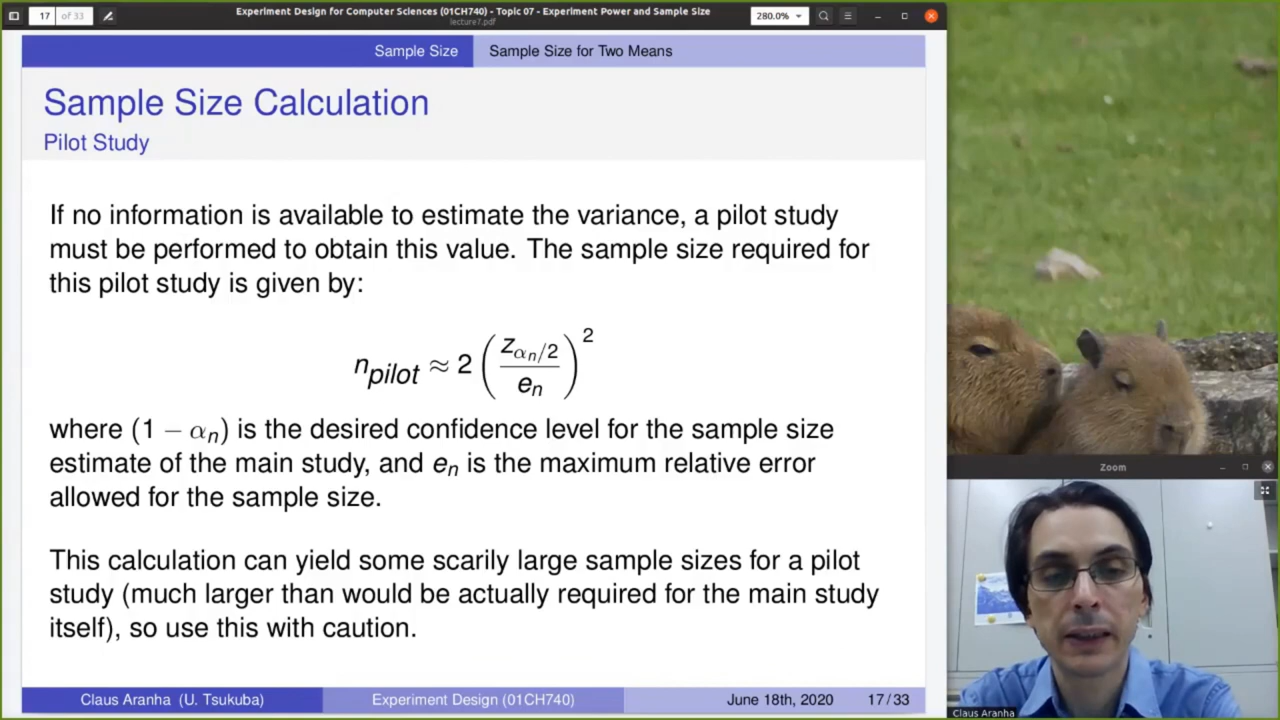 17 of 33
Experiment Design for Computer Sciences (01CH740) - Topic 07 - Experiment Power and Sample Size
lecture7.pdf
280.0%
Sample Size Sample Size for Two Means
Sample Size Calculation
Pilot Study
If no information is available to estimate the variance, a pilot study
must be performed to obtain this value. The sample size required for
this pilot study is given by:
n_pilot ≈ 2 (z_{α_n/2} / e_n)^2
where (1 − α_n) is the desired confidence level for the sample size
estimate of the main study, and e_n is the maximum relative error
allowed for the sample size.
This calculation can yield some scarily large sample sizes for a pilot
study (much larger than would be actually required for the main study
itself), so use this with caution.
Claus Aranha (U. Tsukuba) Experiment Design (01CH740) June 18th, 2020 17 / 33
Zoom
Claus Aranha